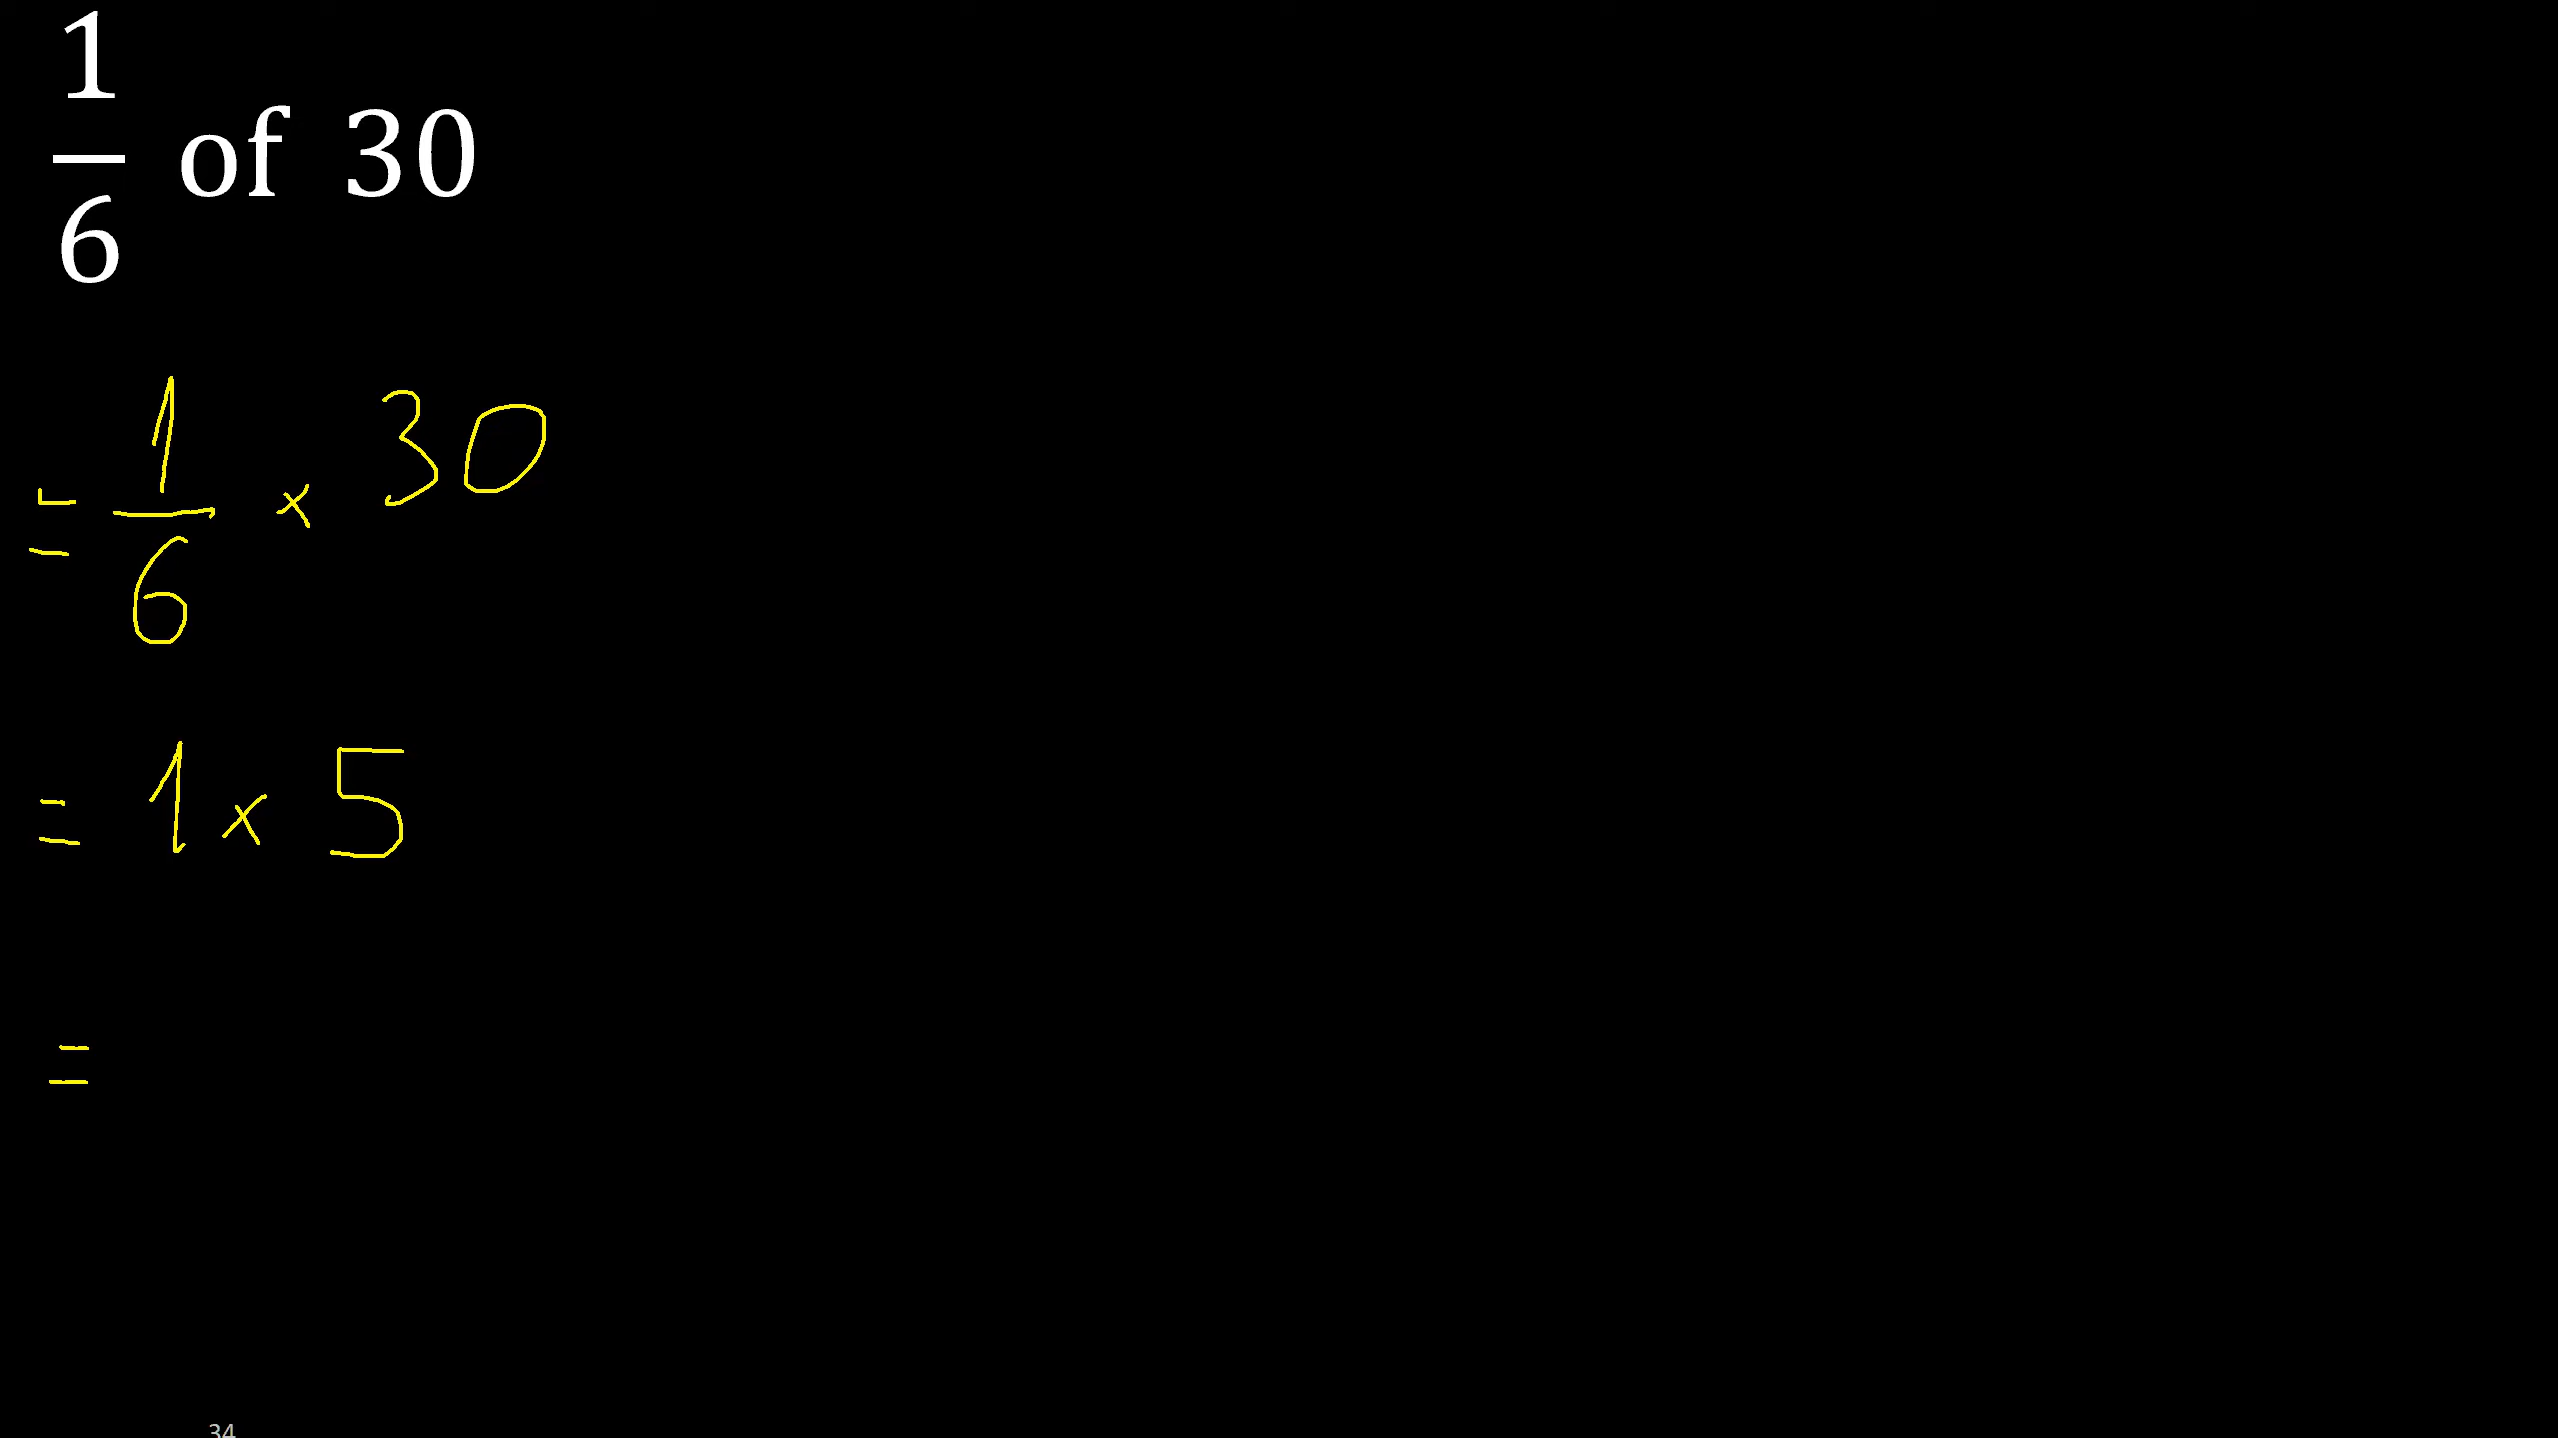 1/6 of 30
= 1/6 × 30
= 1 × 5
=
34